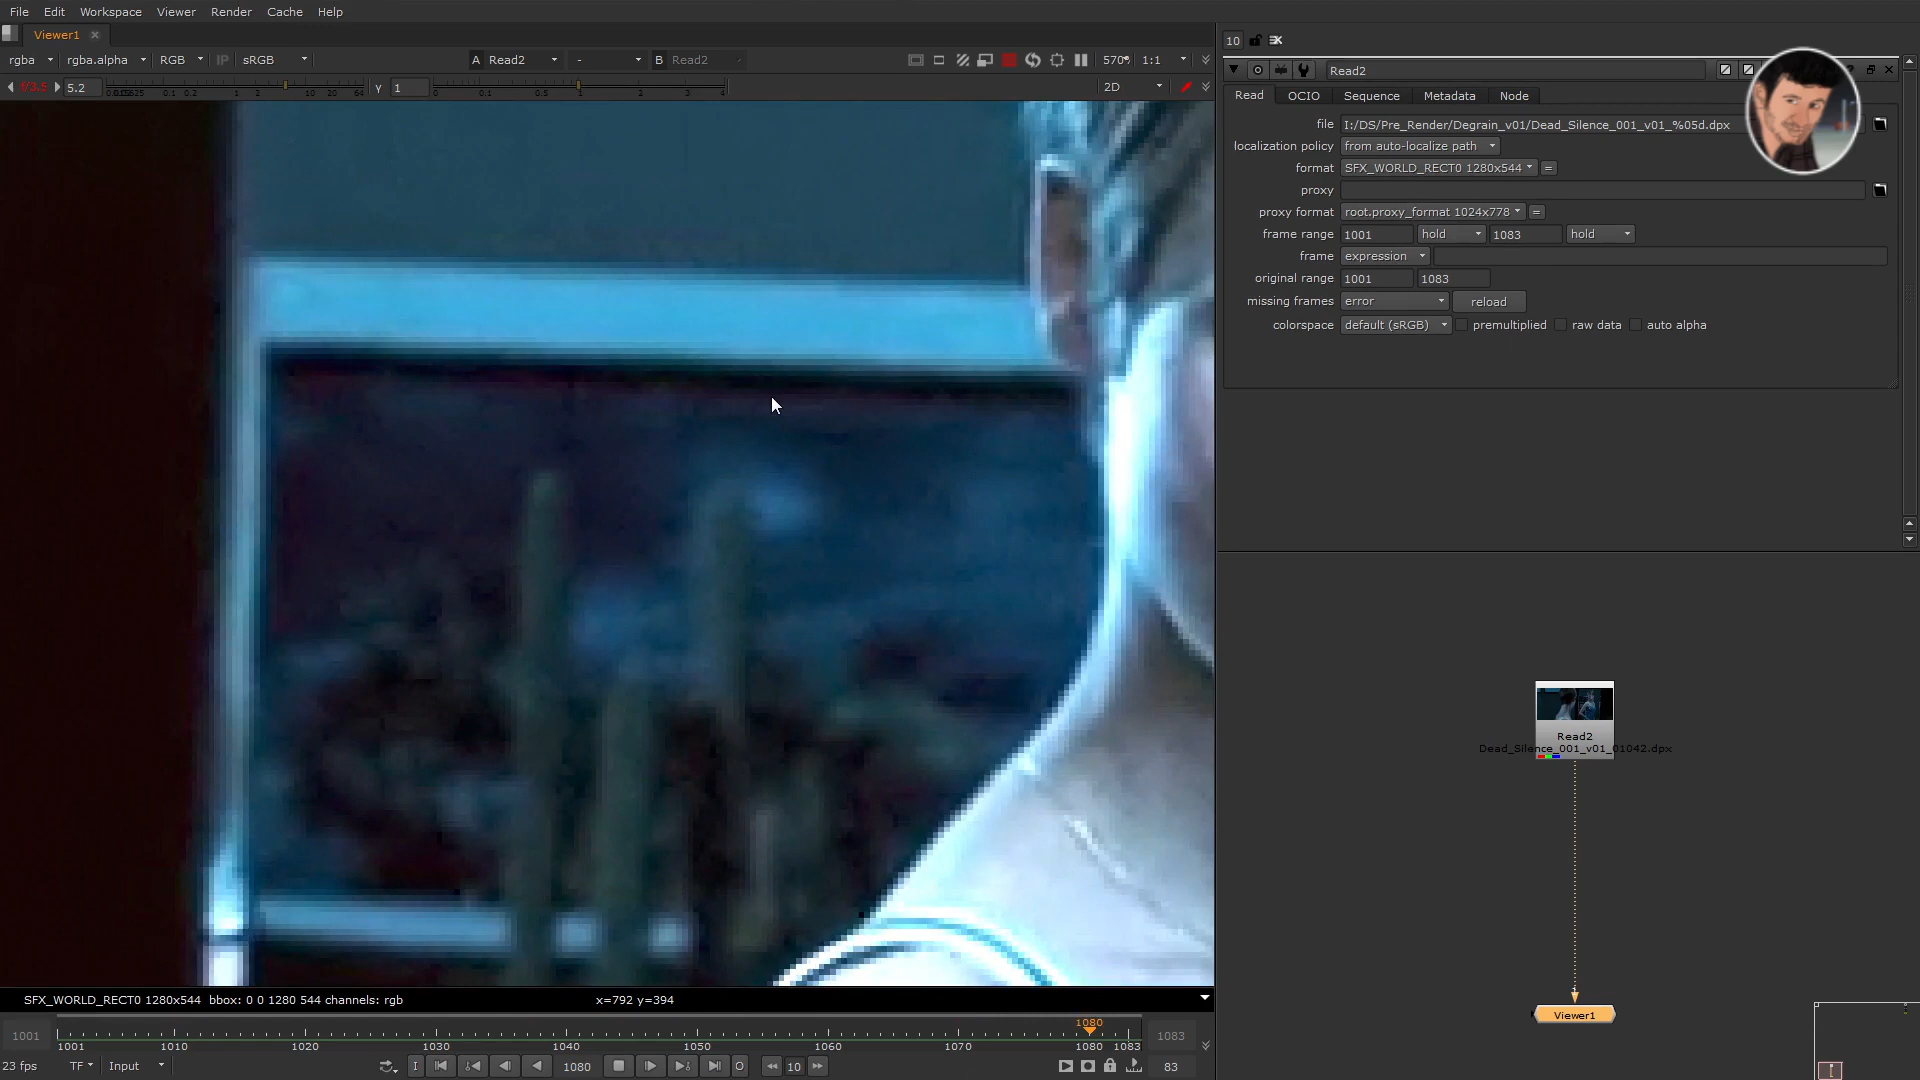 File Edit Workspace Viewer Render Cache Help
Viewer1
rgba rgba.alpha RGB IP sRGB A Read2 - B Read2 570% 1:1
f/3.5 5.2 γ 1 2D
10
Read2
Read OCIO Sequence Metadata Node
file I:/DS/Pre_Render/Degrain_v01/Dead_Silence_001_v01_%05d.dpx
localization policy from auto-localize path
format SFX_WORLD_RECT0 1280x544 =
proxy
proxy format root.proxy_format 1024x778 =
frame range 1001 hold 1083 hold
frame expression
original range 1001 1083
missing frames error reload
colorspace default (sRGB) premultiplied raw data auto alpha
Read2
Dead_Silence_001_v01_01042.dpx
Viewer1
SFX_WORLD_RECT0 1280x544 bbox: 0 0 1280 544 channels: rgb x=792 y=394
1001 1080 1083
1001 1010 1020 1030 1040 1050 1060 1070 1080 1083
23 fps TF Input I 1080 O 10 83